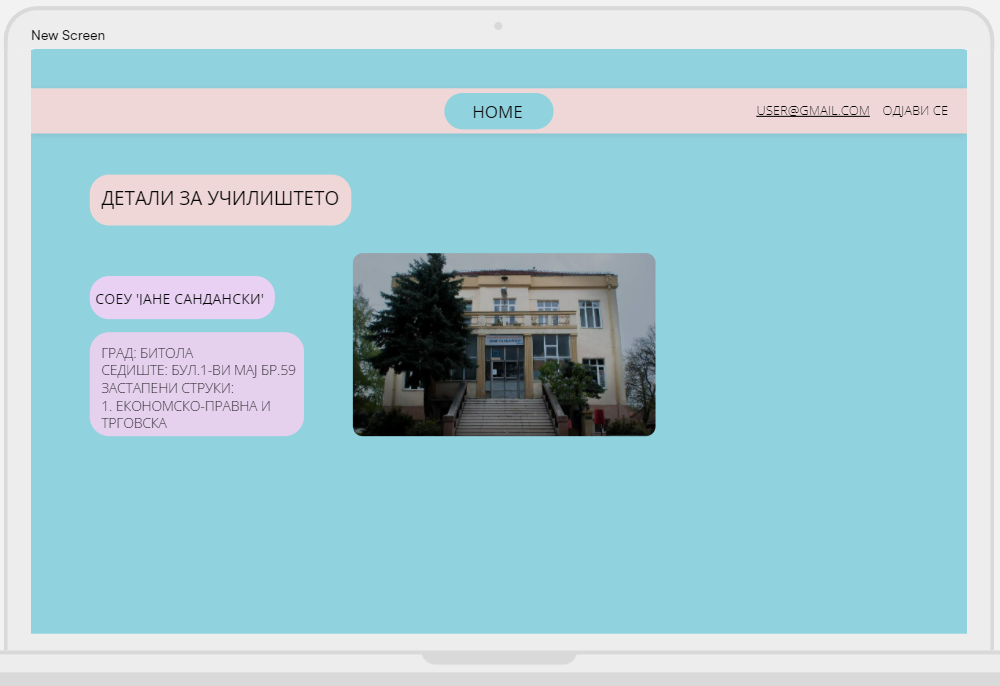 New Screen
HOME
USER@GMAIL.COM ОДЈАВИ СЕ
ДЕТАЛИ ЗА УЧИЛИШТЕТО
СОЕУ 'ЈАНЕ САНДАНСКИ'
ГРАД: БИТОЛА
СЕДИШТЕ: БУЛ.1-ВИ МАЈ БР.59
ЗАСТАПЕНИ СТРУКИ:
1. ЕКОНОМСКО-ПРАВНА И
ТРГОВСКА